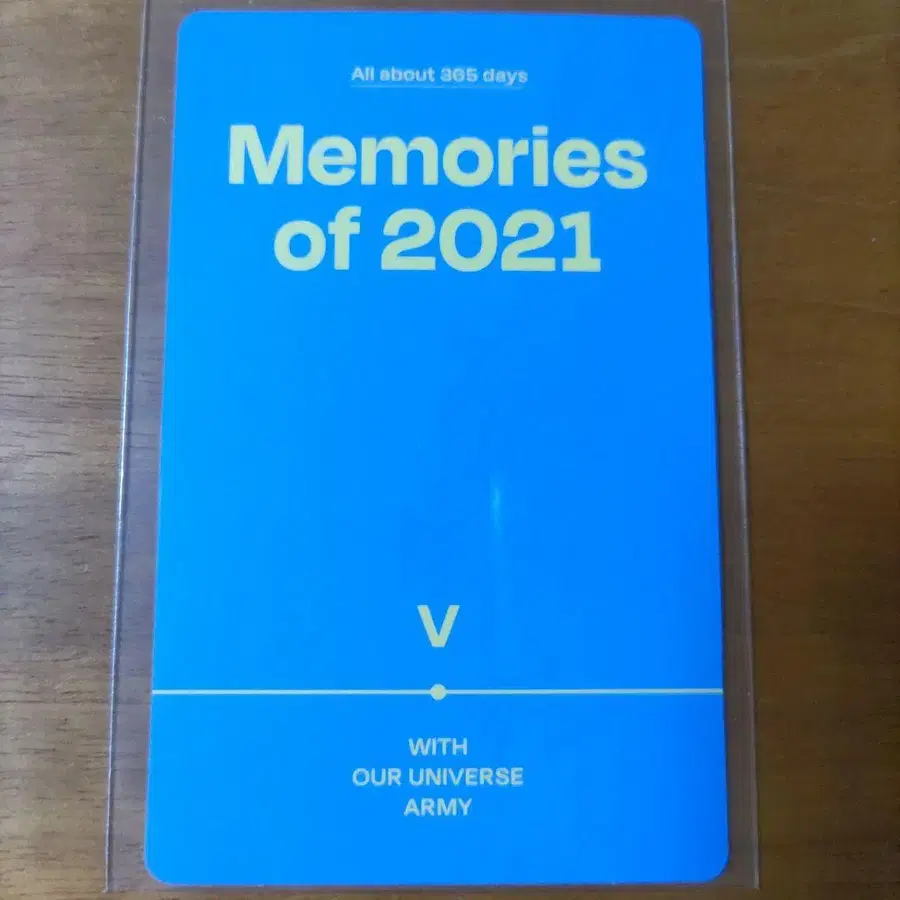 All about 365 days
Memories
of 2021
V
WITH
OUR UNIVERSE
ARMY